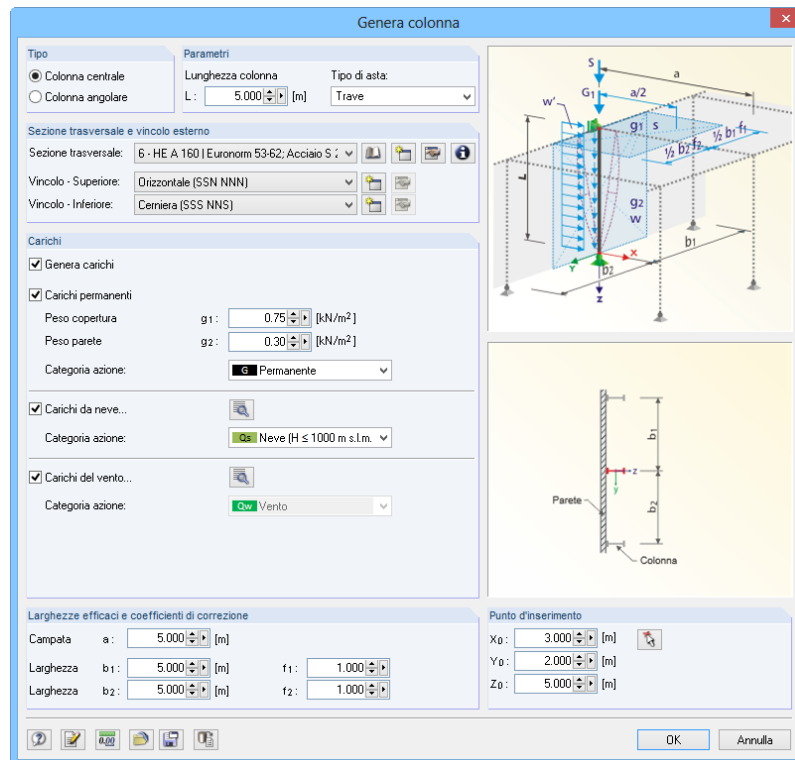 Genera colonna
Tipo
Colonna centrale
Colonna angolare
Parametri
Lunghezza colonna
L : 5.000 [m]
Tipo di asta:
Trave
Sezione trasversale e vincolo esterno
Sezione trasversale: 6 - HE A 160 | Euronorm 53-62; Acciaio S 2
Vincolo - Superiore: Orizzontale (SSN NNN)
Vincolo - Inferiore: Cerniera (SSS NNS)
Carichi
Genera carichi
Carichi permanenti
Peso copertura g1 : 0.75 [kN/m²]
Peso parete g2 : 0.30 [kN/m²]
Categoria azione: G Permanente
Carichi da neve...
Categoria azione: Qs Neve (H ≤ 1000 m s.l.m.
Carichi del vento...
Categoria azione: Qw Vento
S
a
G1
a/2
w'
g1 s
½ b2 f2
½ b1 f1
L
g2
w
b1
b2
X
Y
Z
b1
z
y
Parete
b2
Colonna
Larghezze efficaci e coefficienti di correzione
Campata a : 5.000 [m]
Larghezza b1 : 5.000 [m] f1 : 1.000
Larghezza b2 : 5.000 [m] f2 : 1.000
Punto d'inserimento
X0 : 3.000 [m]
Y0 : 2.000 [m]
Z0 : 5.000 [m]
0.00
OK
Annulla